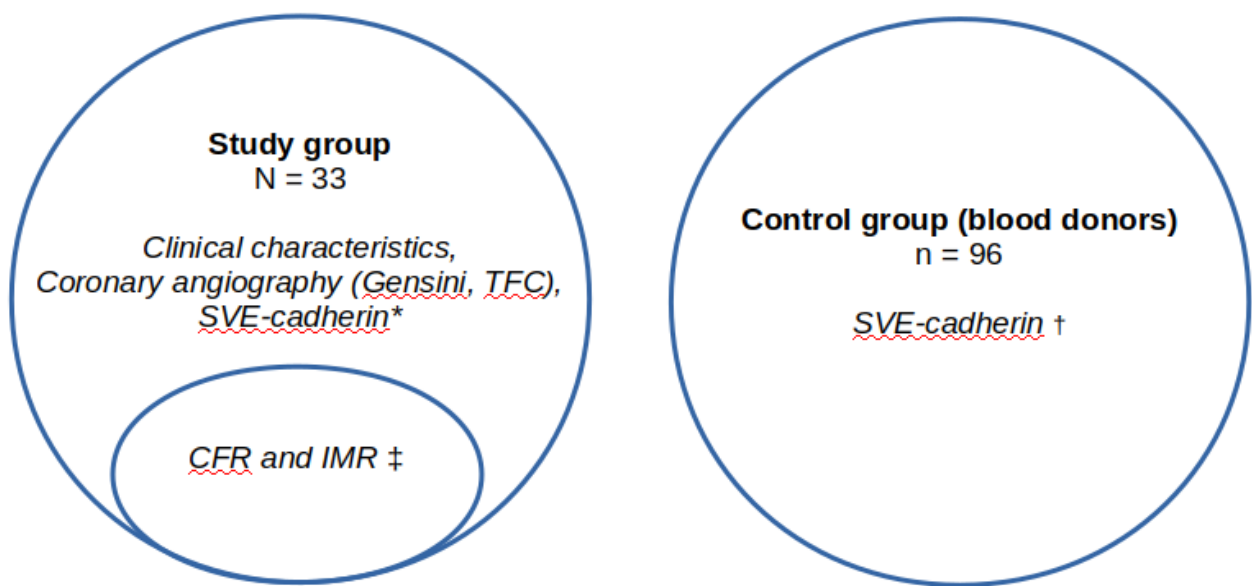 Study group
N = 33
Clinical characteristics,
Coronary angiography (Gensini, TFC),
SVE-cadherin*
CFR and IMR ‡
Control group (blood donors)
n = 96
SVE-cadherin †